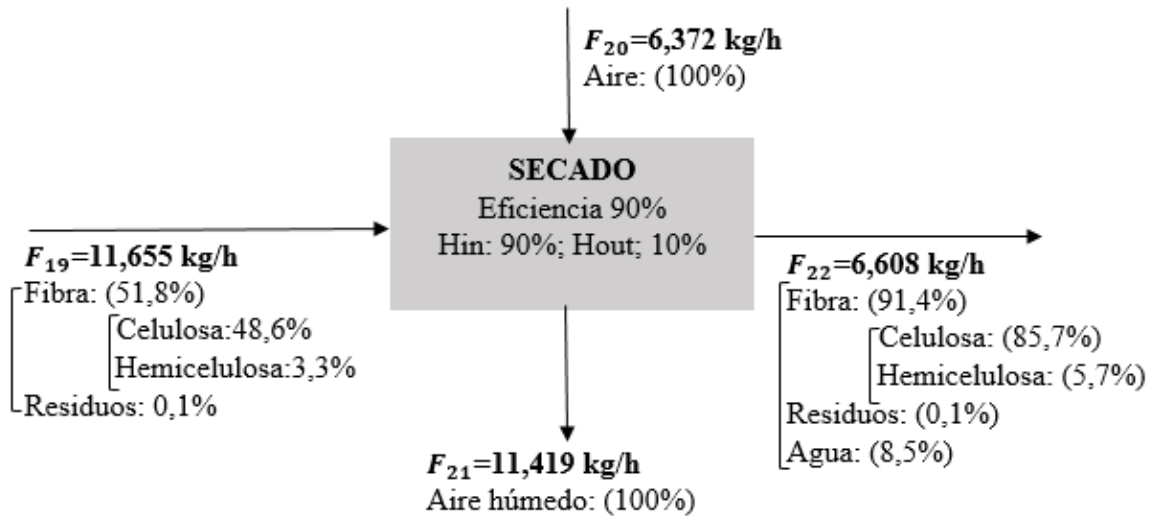 F₂₀=6,372 kg/h
Aire: (100%)
SECADO
Eficiencia 90%
Hin: 90%; Hout; 10%
F₁₉=11,655 kg/h
Fibra: (51,8%)
Celulosa:48,6%
Hemicelulosa:3,3%
Residuos: 0,1%
F₂₂=6,608 kg/h
Fibra: (91,4%)
Celulosa: (85,7%)
Hemicelulosa: (5,7%)
Residuos: (0,1%)
Agua: (8,5%)
F₂₁=11,419 kg/h
Aire húmedo: (100%)